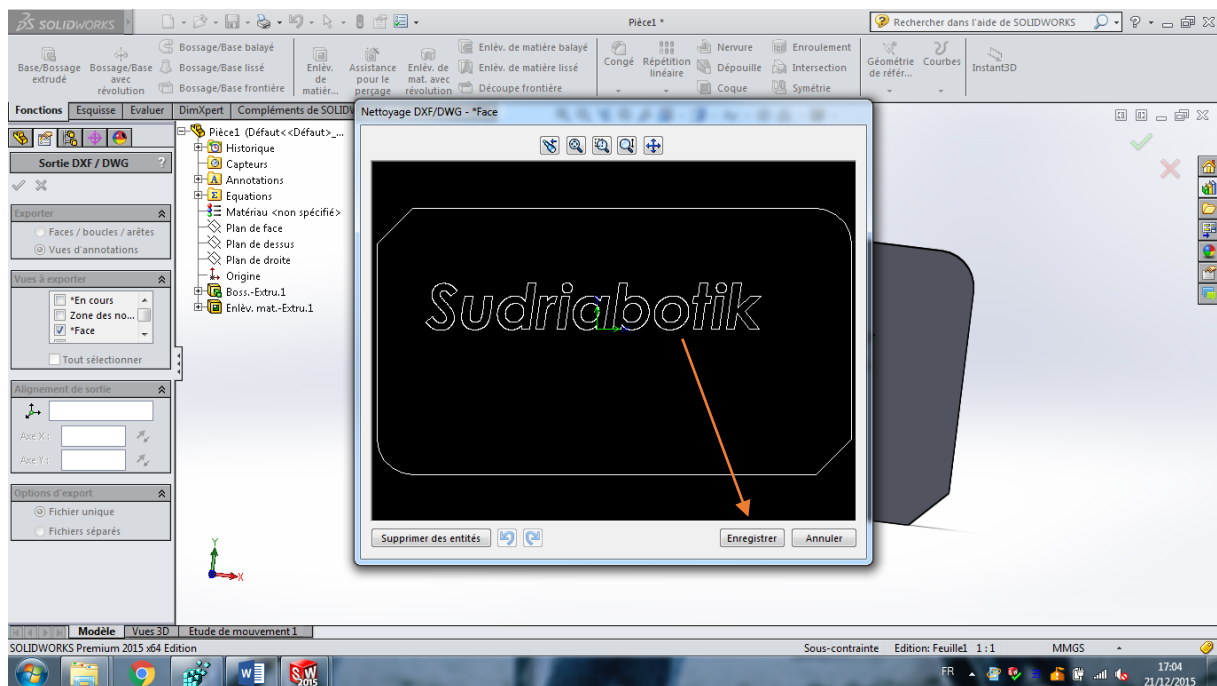 SOLIDWORKS
Pièce1 *
Rechercher dans l'aide de SOLIDWORKS
Base/Bossage extrudé
Bossage/Base avec révolution
Bossage/Base balayé
Bossage/Base lissé
Bossage/Base frontière
Enlèv. de matièr...
Assistance pour le perçage
Enlèv. de mat. avec révolution
Enlèv. de matière balayé
Enlèv. de matière lissé
Découpe frontière
Congé
Répétition linéaire
Nervure
Dépouille
Coque
Enroulement
Intersection
Symétrie
Géométrie de référ...
Courbes
Instant3D
Fonctions
Esquisse
Evaluer
DimXpert
Compléments de SOLIDW
Sortie DXF / DWG
?
Exporter
Faces / boucles / arêtes
Vues d'annotations
Vues à exporter
*En cours
Zone des no...
*Face
Tout sélectionner
Alignement de sortie
Axe X :
Axe Y :
Options d'export
Fichier unique
Fichiers séparés
Pièce1 (Défaut<<Défaut>_...
Historique
Capteurs
Annotations
Equations
Matériau <non spécifié>
Plan de face
Plan de dessus
Plan de droite
Origine
Boss.-Extru.1
Enlèv. mat.-Extru.1
Nettoyage DXF/DWG - *Face
Sudriabotik
Supprimer des entités
Enregistrer
Annuler
Y
X
Modèle
Vues 3D
Etude de mouvement 1
SOLIDWORKS Premium 2015 x64 Edition
Sous-contrainte
Edition: Feuille1 1 : 1
MMGS
W
SW
2015
FR
17:04
21/12/2015